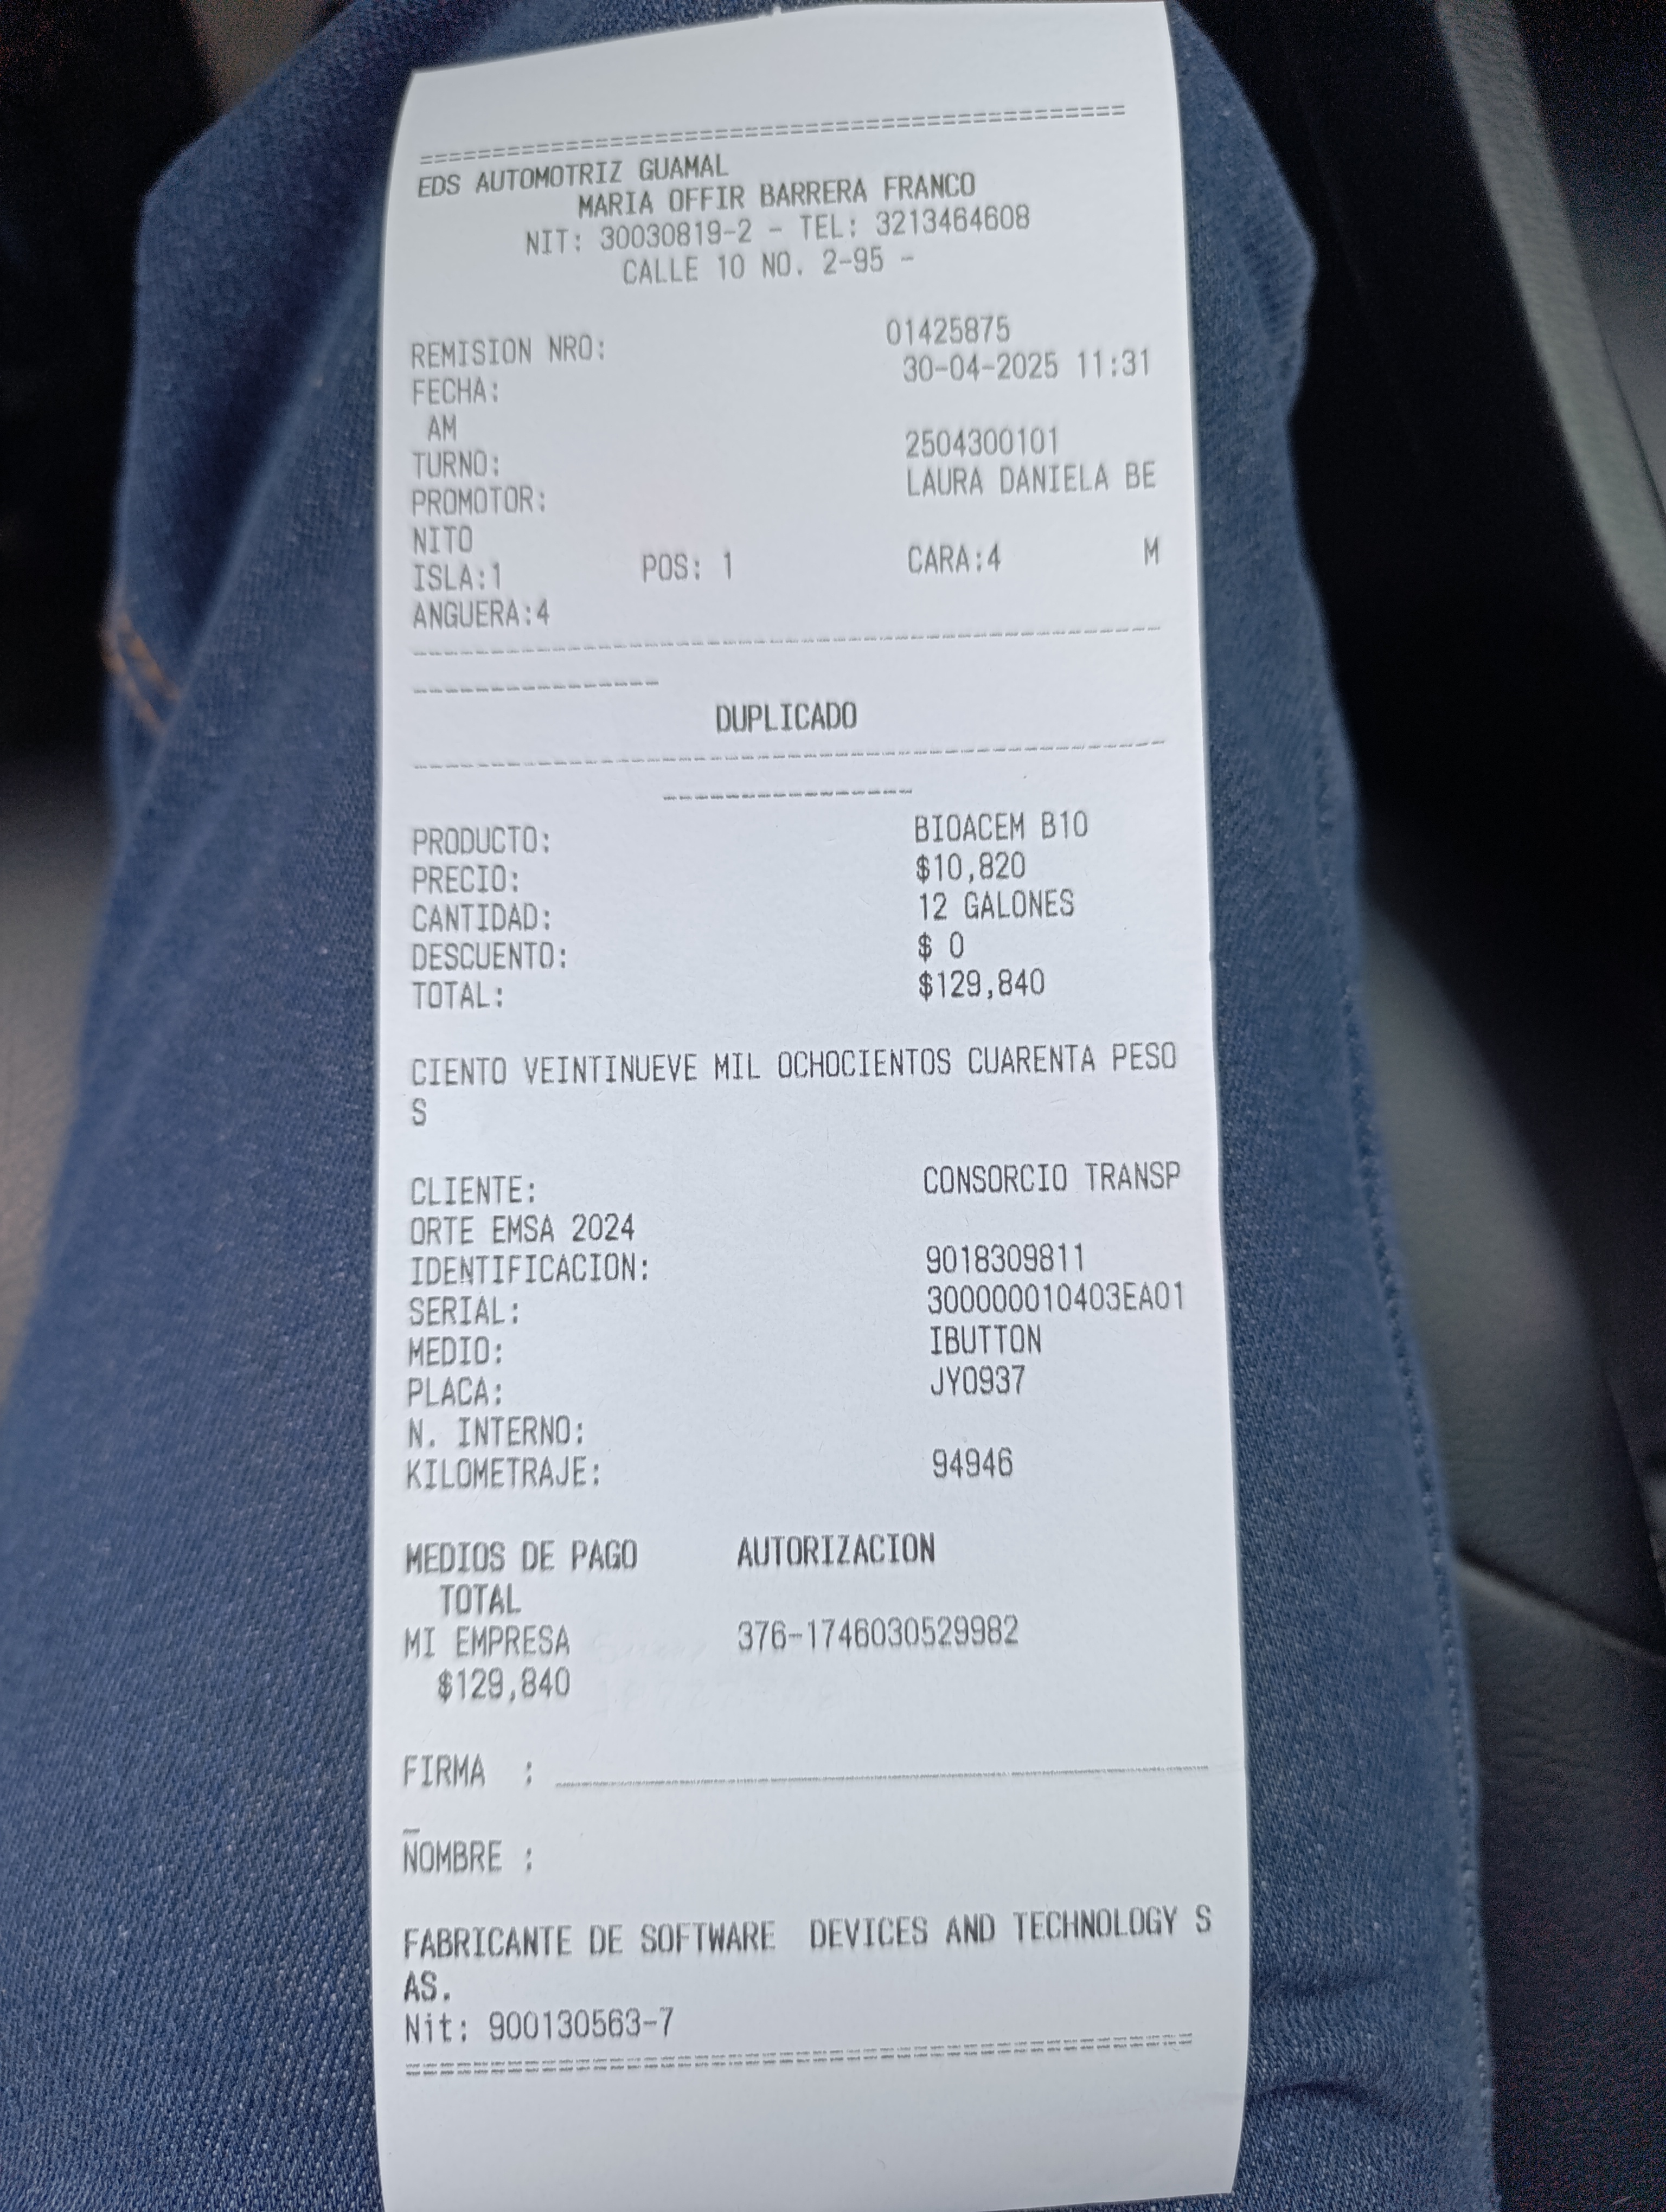 ================================================
EDS AUTOMOTRIZ GUAMAL
MARIA OFFIR BARRERA FRANCO
NIT: 30030819-2 - TEL: 3213464608
CALLE 10 NO. 2-95 -
REMISION NRO: 01425875
FECHA: 30-04-2025 11:31
AM
TURNO: 2504300101
PROMOTOR: LAURA DANIELA BE
NITO
ISLA:1 POS: 1 CARA:4 M
ANGUERA:4
------------------------------------------------
----------------
DUPLICADO
------------------------------------------------
----------------
PRODUCTO: BIOACEM B10
PRECIO: $10,820
CANTIDAD: 12 GALONES
DESCUENTO: $ 0
TOTAL: $129,840
CIENTO VEINTINUEVE MIL OCHOCIENTOS CUARENTA PESO
S
CLIENTE: CONSORCIO TRANSP
ORTE EMSA 2024
IDENTIFICACION: 9018309811
SERIAL: 300000010403EA01
MEDIO: IBUTTON
PLACA: JYO937
N. INTERNO:
KILOMETRAJE: 94946
MEDIOS DE PAGO AUTORIZACION
TOTAL
MI EMPRESA 376-1746030529982
$129,840
FIRMA : ________________________________________
_
NOMBRE :
FABRICANTE DE SOFTWARE DEVICES AND TECHNOLOGY S
AS.
Nit: 900130563-7
================================================